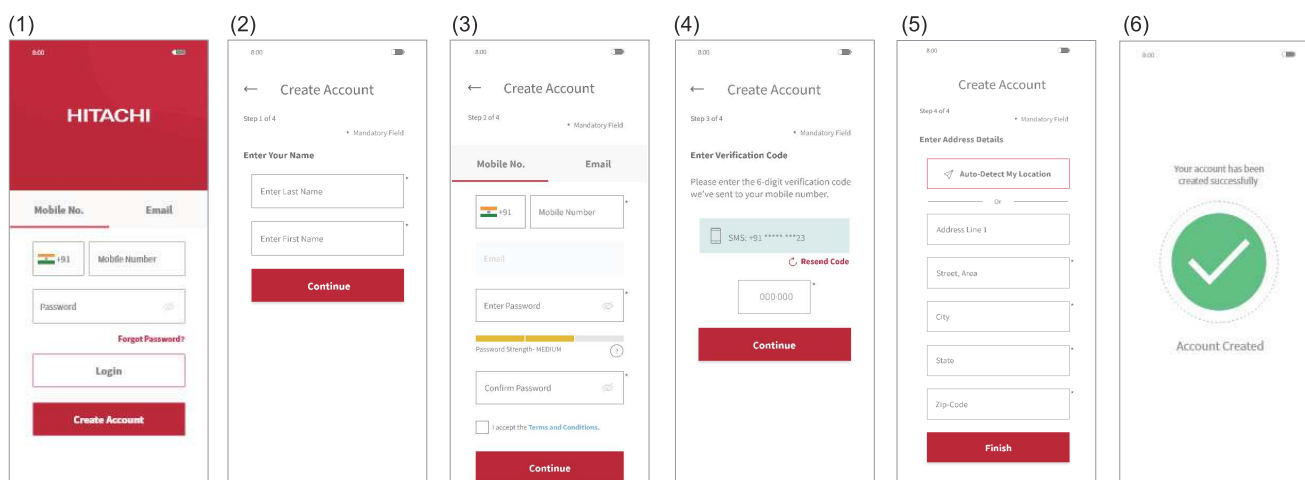 (1)
8:00
HITACHI
Mobile No. Email
+91 Mobile Number
Password
Forgot Password?
Login
Create Account
(2)
8:00
← Create Account
Step 1 of 4
* Mandatory Field
Enter Your Name
Enter Last Name *
Enter First Name *
Continue
(3)
8:00
← Create Account
Step 2 of 4
* Mandatory Field
Mobile No. Email
+91 Mobile Number *
Email
Enter Password *
Password Strength- MEDIUM ?
Confirm Password *
I accept the Terms and Conditions.
Continue
(4)
8:00
← Create Account
Step 3 of 4
* Mandatory Field
Enter Verification Code
Please enter the 6-digit verification code
we've sent to your mobile number.
SMS: +91 ***** ***23
Resend Code
000-000 *
Continue
(5)
8:00
Create Account
Step 4 of 4
* Mandatory Field
Enter Address Details
Auto-Detect My Location
Or
Address Line 1
Street, Area *
City *
State *
Zip-Code *
Finish
(6)
8:00
Your account has been
created successfully
Account Created